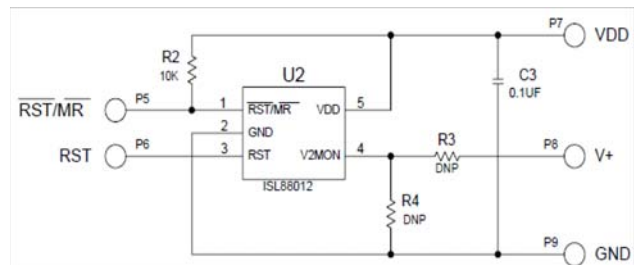 P7
VDD
R2
10K
U2
C3
0.1UF
RST/MR
P5
1
RST/MR
VDD
5
2
GND
R3
P8
V+
RST
P6
3
RST
V2MON
4
DNP
ISL88012
R4
DNP
P9
GND